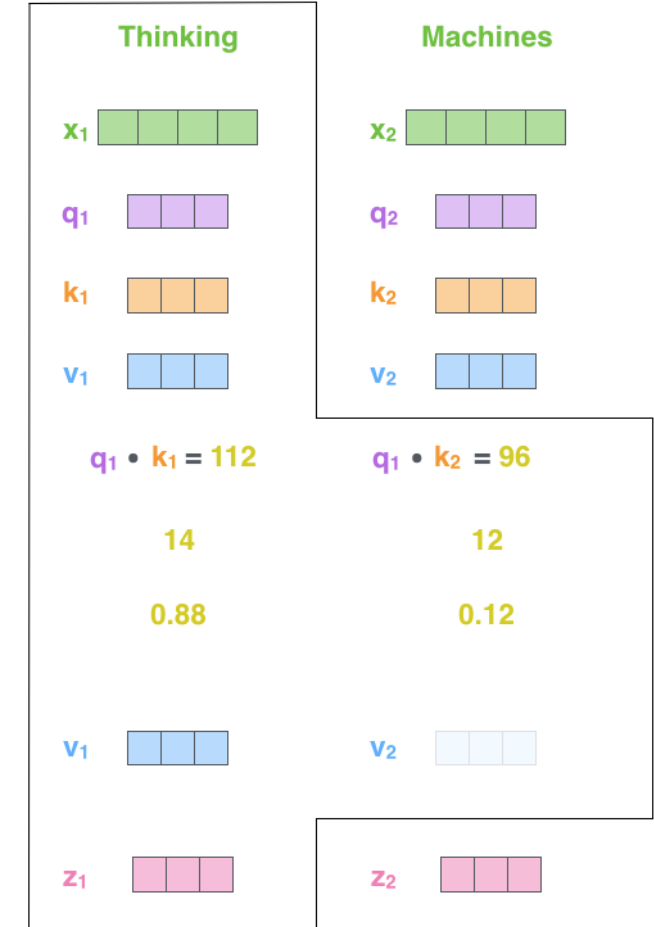 Thinking Machines
x₁ x₂
q₁ q₂
k₁ k₂
v₁ v₂
q₁ • k₁ = 112 q₁ • k₂ = 96
14 12
0.88 0.12
v₁ v₂
z₁ z₂